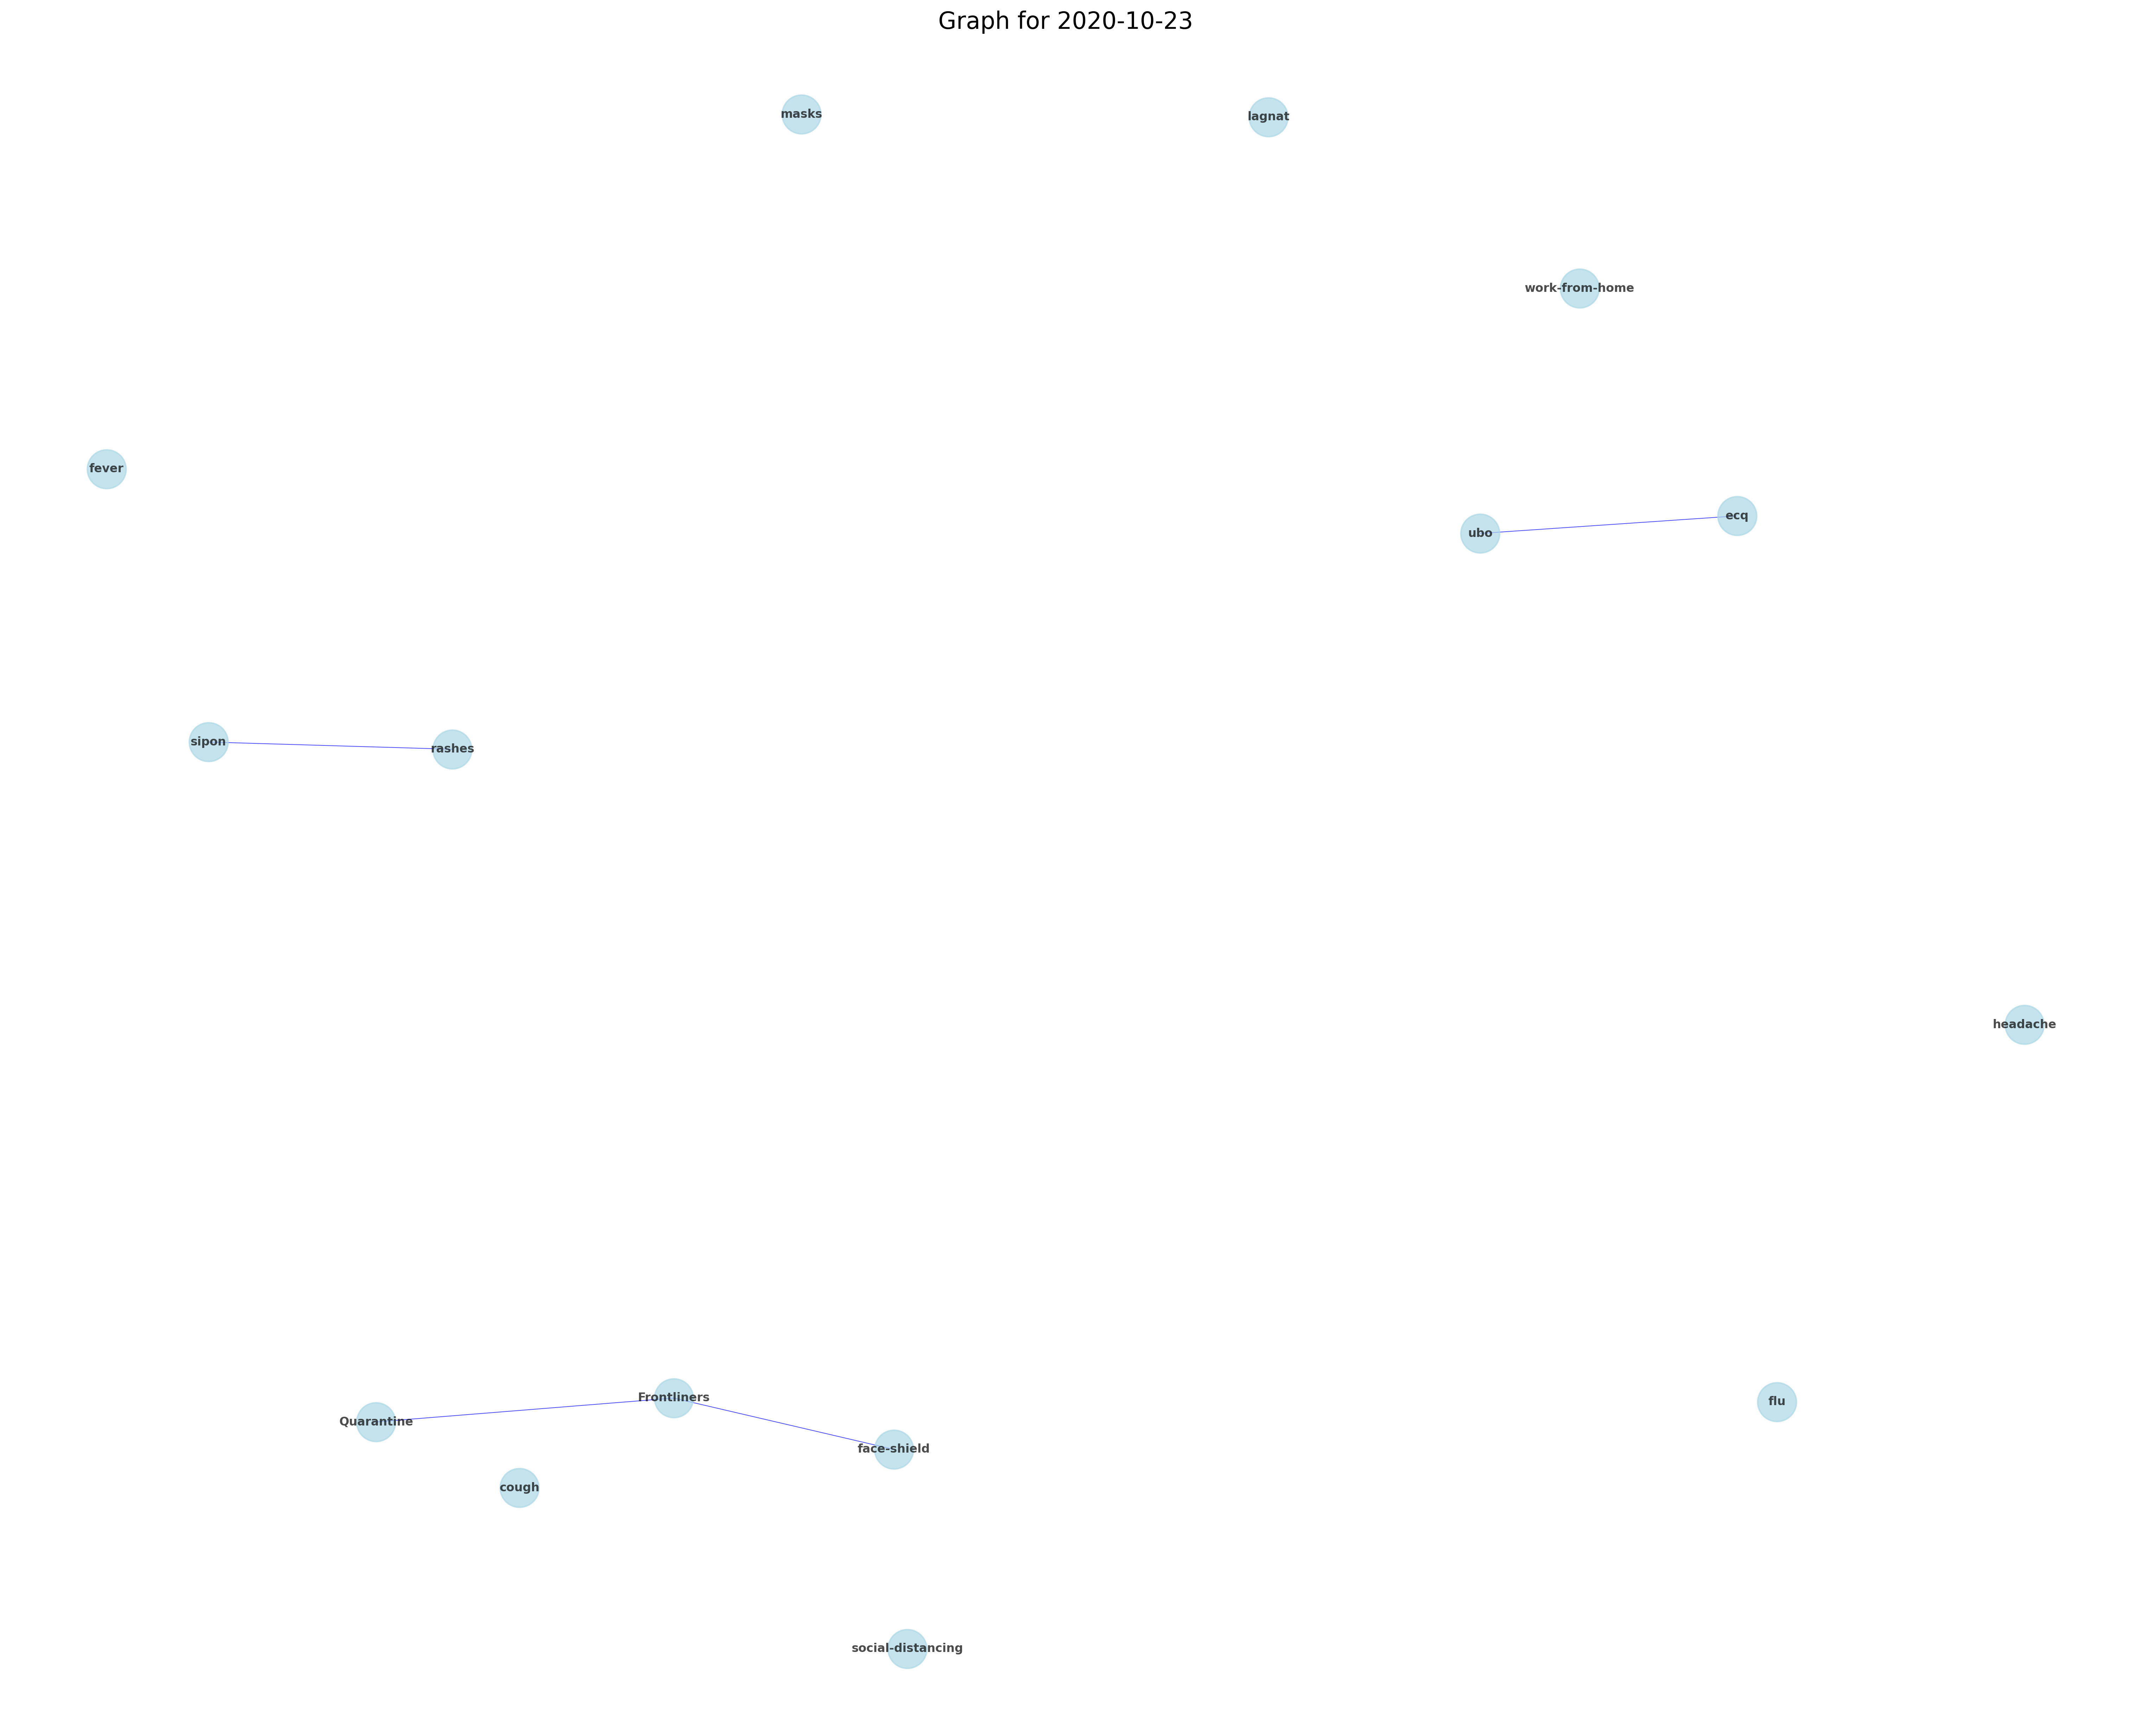 Graph for 2020-10-23
masks
lagnat
work-from-home
fever
ecq
ubo
sipon
rashes
headache
Frontliners
flu
Quarantine
face-shield
cough
social-distancing